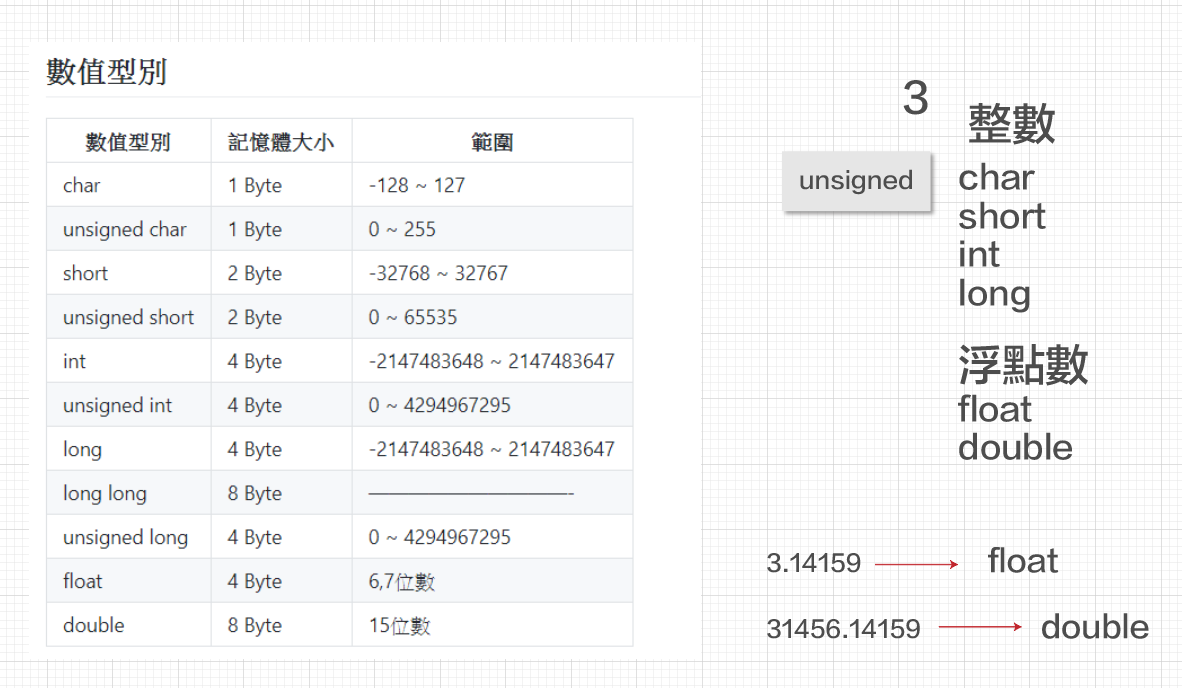 數值型別
數值型別 記憶體大小 範圍
char 1 Byte -128 ~ 127
unsigned char 1 Byte 0 ~ 255
short 2 Byte -32768 ~ 32767
unsigned short 2 Byte 0 ~ 65535
int 4 Byte -2147483648 ~ 2147483647
unsigned int 4 Byte 0 ~ 4294967295
long 4 Byte -2147483648 ~ 2147483647
long long 8 Byte —————————-
unsigned long 4 Byte 0 ~ 4294967295
float 4 Byte 6,7位數
double 8 Byte 15位數
3
整數
unsigned
char
short
int
long
浮點數
float
double
3.14159 float
31456.14159 double